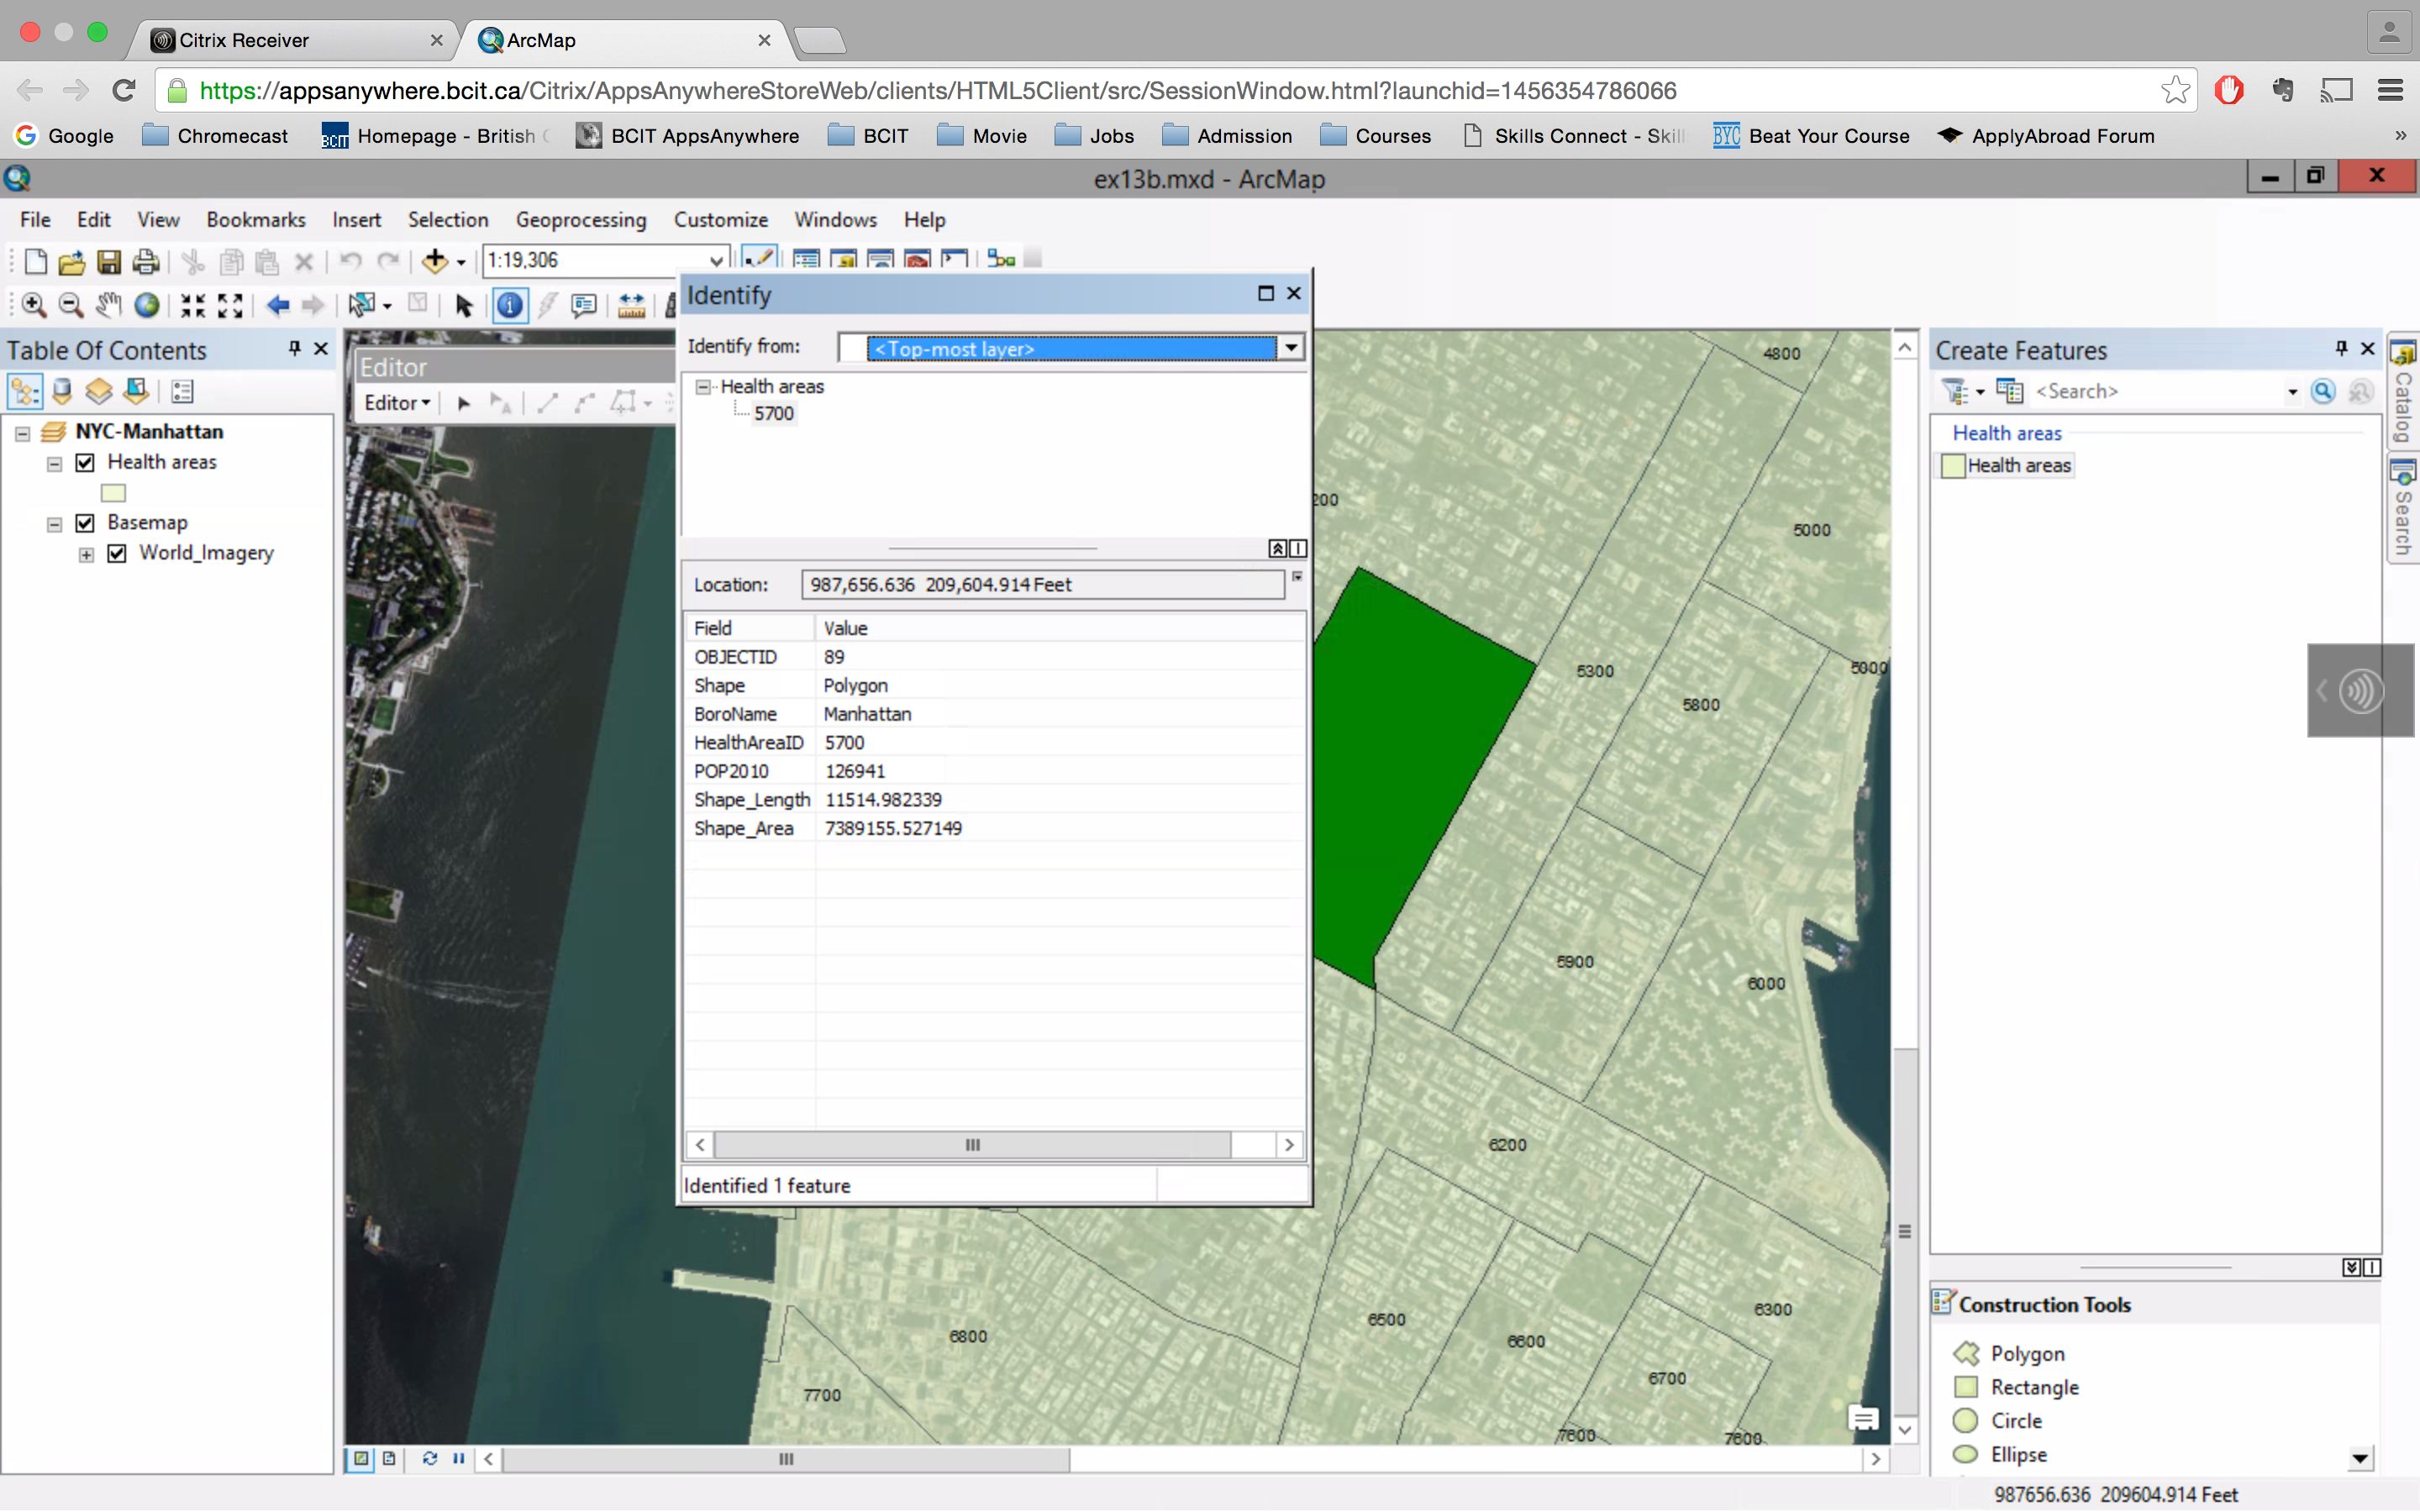 Citrix Receiver
ArcMap
https://appsanywhere.bcit.ca/Citrix/AppsAnywhereStoreWeb/clients/HTML5Client/src/SessionWindow.html?launchid=1456354786066
Google Chromecast BCIT Homepage - British BCIT AppsAnywhere BCIT Movie Jobs Admission Courses Skills Connect - Skil BYC Beat Your Course ApplyAbroad Forum »
ex13b.mxd - ArcMap
File Edit View Bookmarks Insert Selection Geoprocessing Customize Windows Help
1:19,306
Table Of Contents
NYC-Manhattan
Health areas
Basemap
World_Imagery
Editor
Editor
Identify
Identify from: <Top-most layer>
Health areas
5700
Location: 987,656.636 209,604.914 Feet
Field Value
OBJECTID 89
Shape Polygon
BoroName Manhattan
HealthAreaID 5700
POP2010 126941
Shape_Length 11514.982339
Shape_Area 7389155.527149
Identified 1 feature
4800
200
5000
5300
5000
5800
5900
6000
6200
6300
6500
6800
6600
6700
7700
7600
7600
Create Features
<Search>
Health areas
Health areas
Catalog
Search
Construction Tools
Polygon
Rectangle
Circle
Ellipse
987656.636 209604.914 Feet